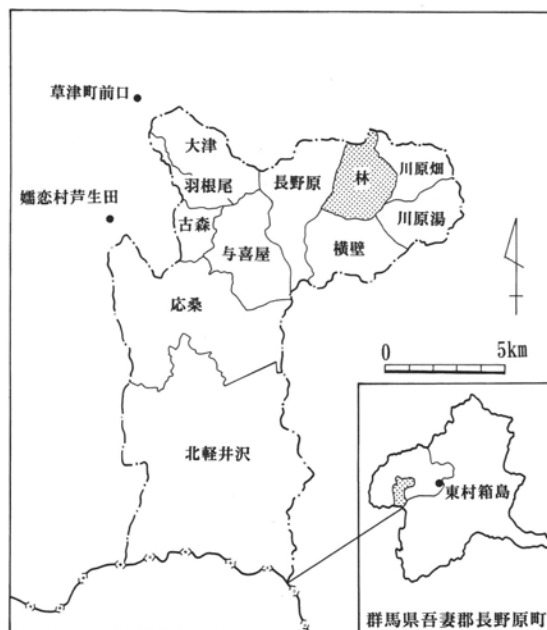 草津町前口
大津
羽根尾
長野原
林
川原畑
嬬恋村芦生田
古森
与喜屋
横壁
川原湯
応桑
0 5km
北軽井沢
東村箱島
群馬県吾妻郡長野原町